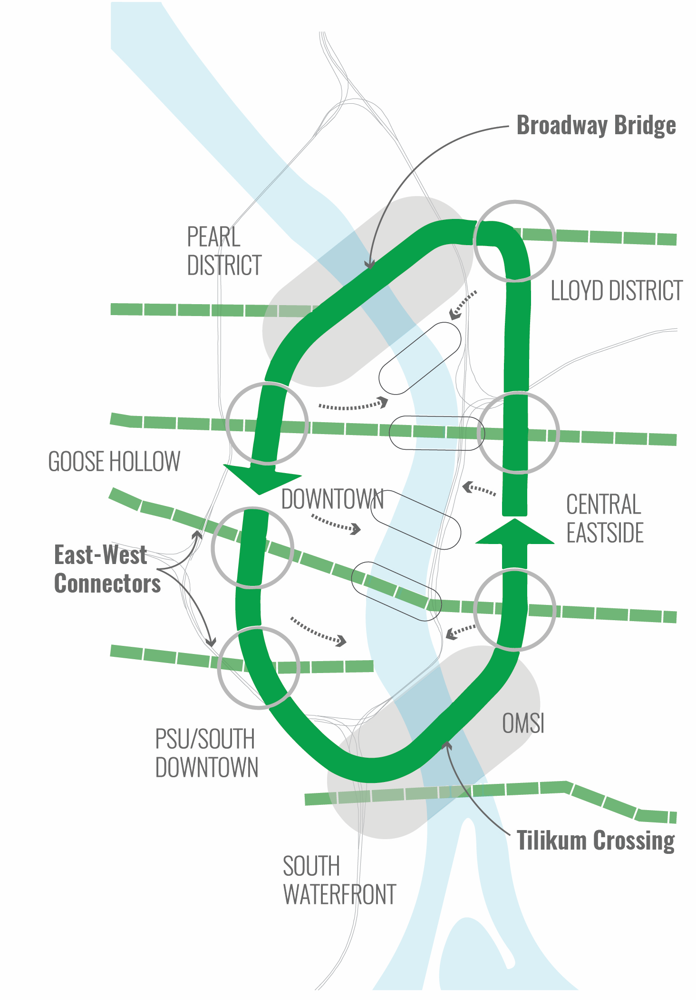 Broadway Bridge
PEARL
DISTRICT
LLOYD DISTRICT
GOOSE HOLLOW
DOWNTOWN
CENTRAL
EASTSIDE
East-West
Connectors
OMSI
PSU/SOUTH
DOWNTOWN
Tilikum Crossing
SOUTH
WATERFRONT